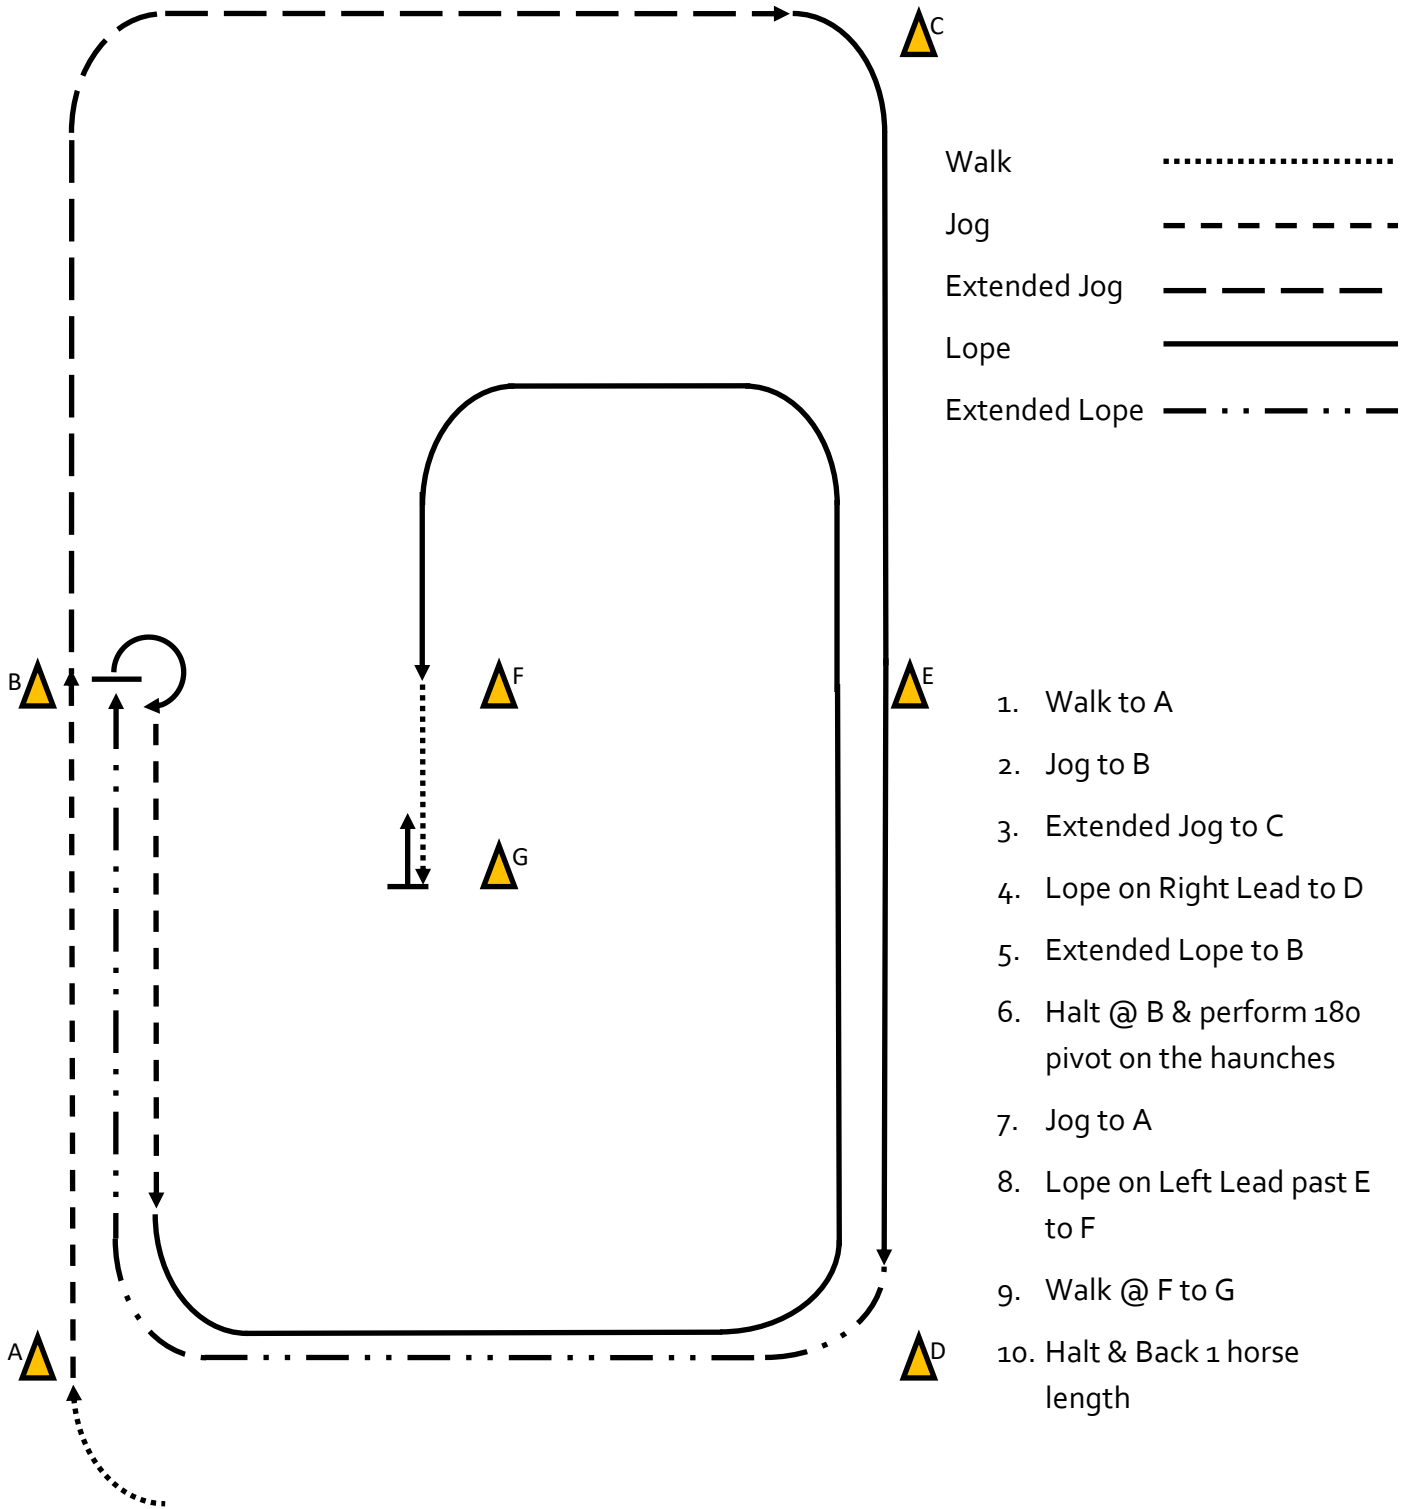 C
Walk
Jog
Extended Jog
Lope
Extended Lope
B
F
E
G
A
D
1. Walk to A
2. Jog to B
3. Extended Jog to C
4. Lope on Right Lead to D
5. Extended Lope to B
6. Halt @ B & perform 180
pivot on the haunches
7. Jog to A
8. Lope on Left Lead past E
to F
9. Walk @ F to G
10. Halt & Back 1 horse
length